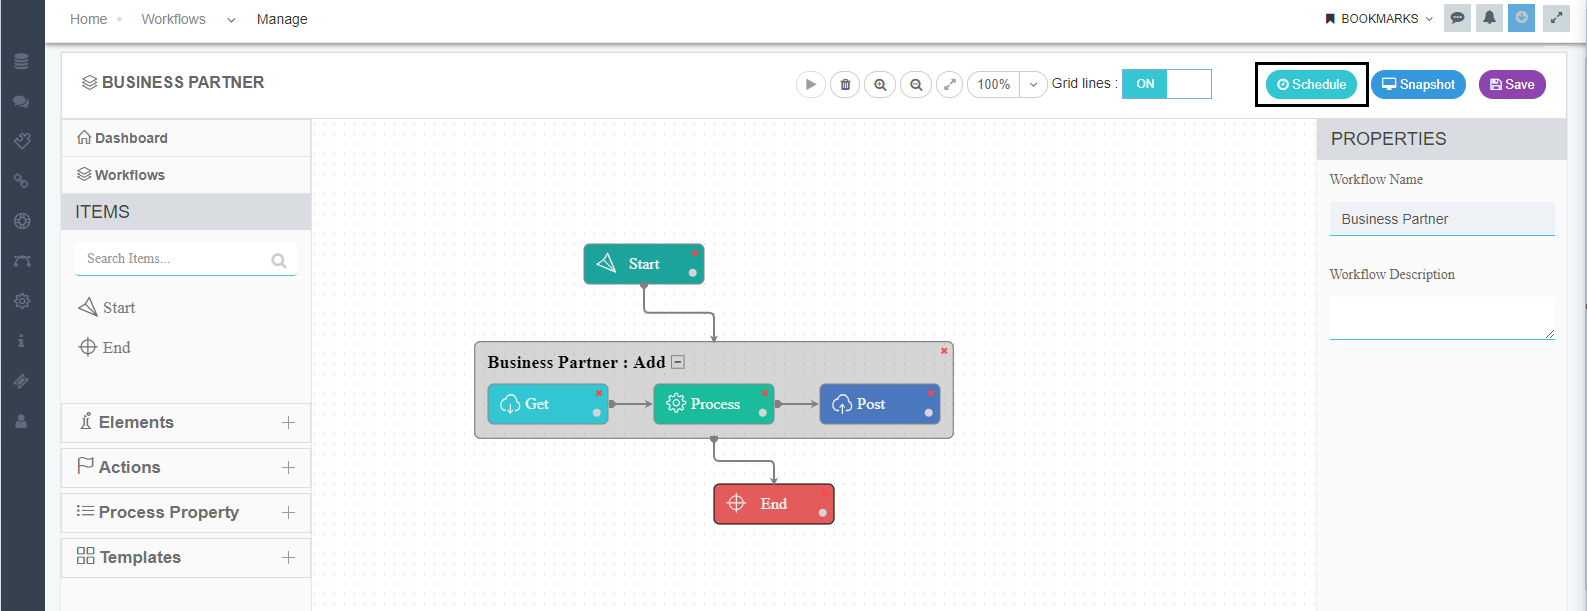 Home Workflows Manage
BOOKMARKS
BUSINESS PARTNER
100%
Grid lines :
ON
Schedule
Snapshot
Save
Dashboard
Workflows
ITEMS
Search Items...
Start
End
Elements
Actions
Process Property
Templates
Start
Business Partner : Add
Get
Process
Post
End
PROPERTIES
Workflow Name
Business Partner
Workflow Description